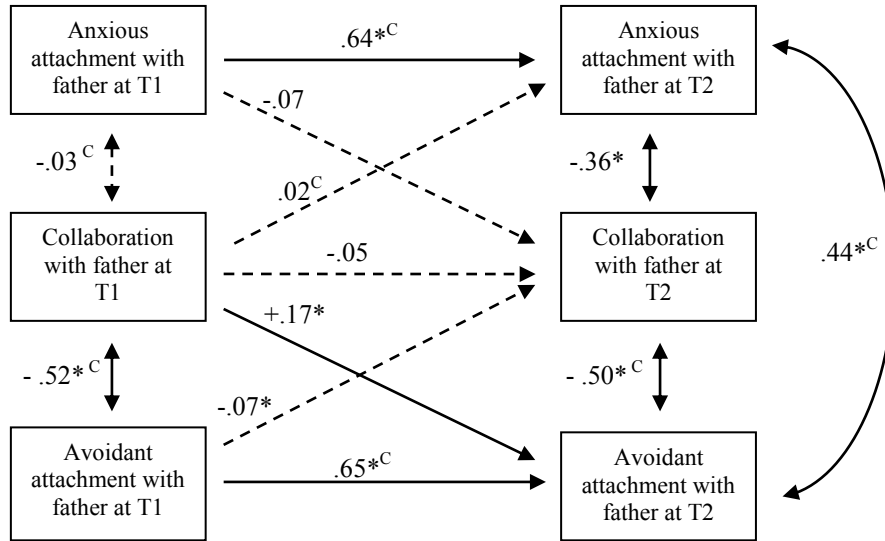 Anxious
attachment with
father at T1
.64*C
Anxious
attachment with
father at T2
-.07
-.03 C
.02C
-.36*
Collaboration
with father at
T1
-.05
Collaboration
with father at
T2
.44*C
+.17*
- .52* C
-.07*
- .50* C
Avoidant
attachment with
father at T1
.65*C
Avoidant
attachment with
father at T2